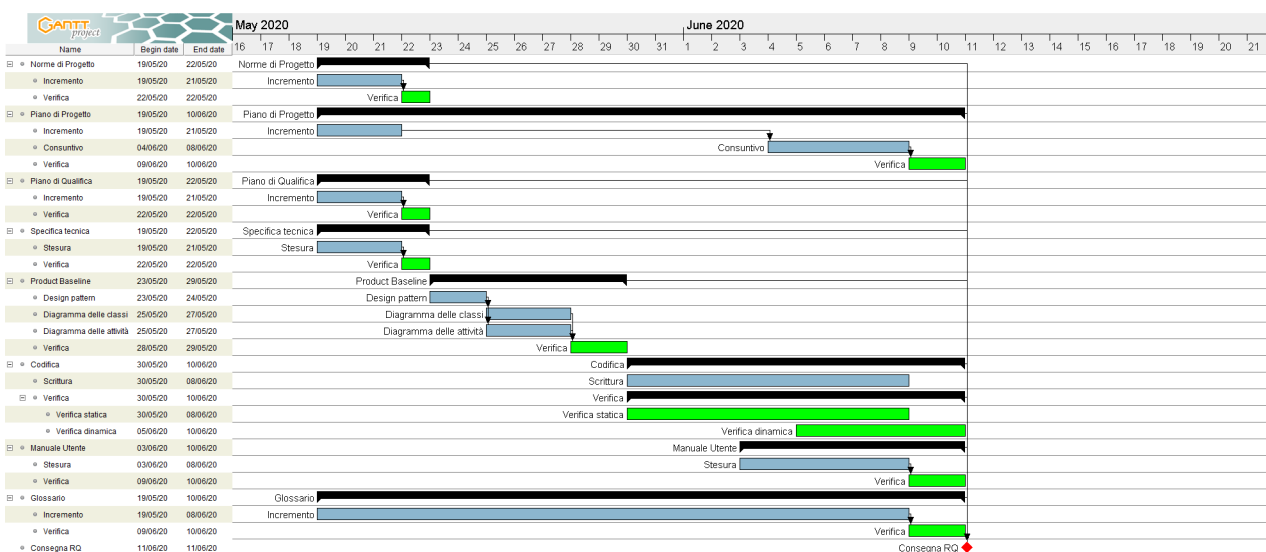 GANTT
project
May 2020
June 2020
Name Begin date End date
16 17 18 19 20 21 22 23 24 25 26 27 28 29 30 31 1 2 3 4 5 6 7 8 9 10 11 12 13 14 15 16 17 18 19 20 21
Norme di Progetto 19/05/20 22/05/20 Norme di Progetto
Incremento 19/05/20 21/05/20 Incremento
Verifica 22/05/20 22/05/20 Verifica
Piano di Progetto 19/05/20 10/06/20 Piano di Progetto
Incremento 19/05/20 21/05/20 Incremento
Consuntivo 04/06/20 08/06/20 Consuntivo
Verifica 09/06/20 10/06/20 Verifica
Piano di Qualifica 19/05/20 22/05/20 Piano di Qualifica
Incremento 19/05/20 21/05/20 Incremento
Verifica 22/05/20 22/05/20 Verifica
Specifica tecnica 19/05/20 22/05/20 Specifica tecnica
Stesura 19/05/20 21/05/20 Stesura
Verifica 22/05/20 22/05/20 Verifica
Product Baseline 23/05/20 29/05/20 Product Baseline
Design pattern 23/05/20 24/05/20 Design pattern
Diagramma delle classi 25/05/20 27/05/20 Diagramma delle classi
Diagramma delle attività 25/05/20 27/05/20 Diagramma delle attività
Verifica 28/05/20 29/05/20 Verifica
Codifica 30/05/20 10/06/20 Codifica
Scrittura 30/05/20 08/06/20 Scrittura
Verifica 30/05/20 10/06/20 Verifica
Verifica statica 30/05/20 08/06/20 Verifica statica
Verifica dinamica 05/06/20 10/06/20 Verifica dinamica
Manuale Utente 03/06/20 10/06/20 Manuale Utente
Stesura 03/06/20 08/06/20 Stesura
Verifica 09/06/20 10/06/20 Verifica
Glossario 19/05/20 10/06/20 Glossario
Incremento 19/05/20 08/06/20 Incremento
Verifica 09/06/20 10/06/20 Verifica
Consegna RQ 11/06/20 11/06/20 Consegna RQ